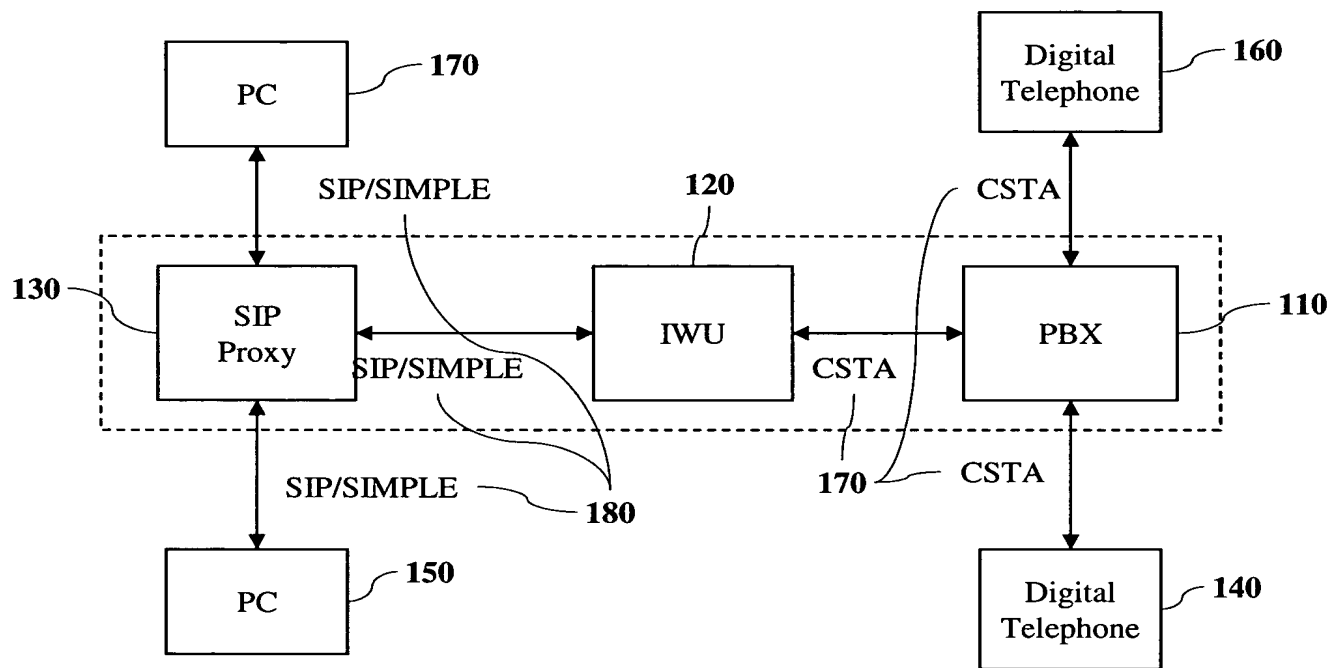 PC
170
Digital
Telephone
160
SIP/SIMPLE
120
CSTA
130
SIP
Proxy
IWU
PBX
110
SIP/SIMPLE
CSTA
SIP/SIMPLE
180
170
CSTA
PC
150
Digital
Telephone
140